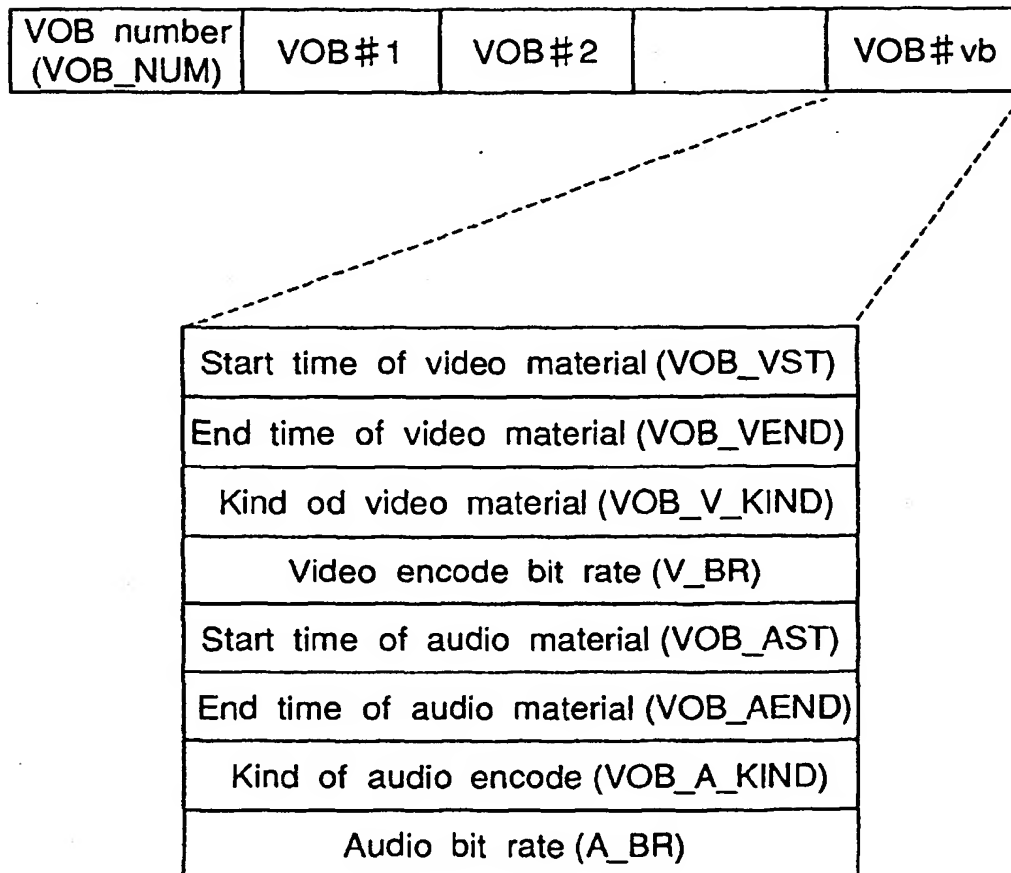 VOB number
(VOB_NUM)
VOB#1
VOB#2
VOB#vb
Start time of video material (VOB_VST)
End time of video material (VOB_VEND)
Kind od video material (VOB_V_KIND)
Video encode bit rate (V_BR)
Start time of audio material (VOB_AST)
End time of audio material (VOB_AEND)
Kind of audio encode (VOB_A_KIND)
Audio bit rate (A_BR)